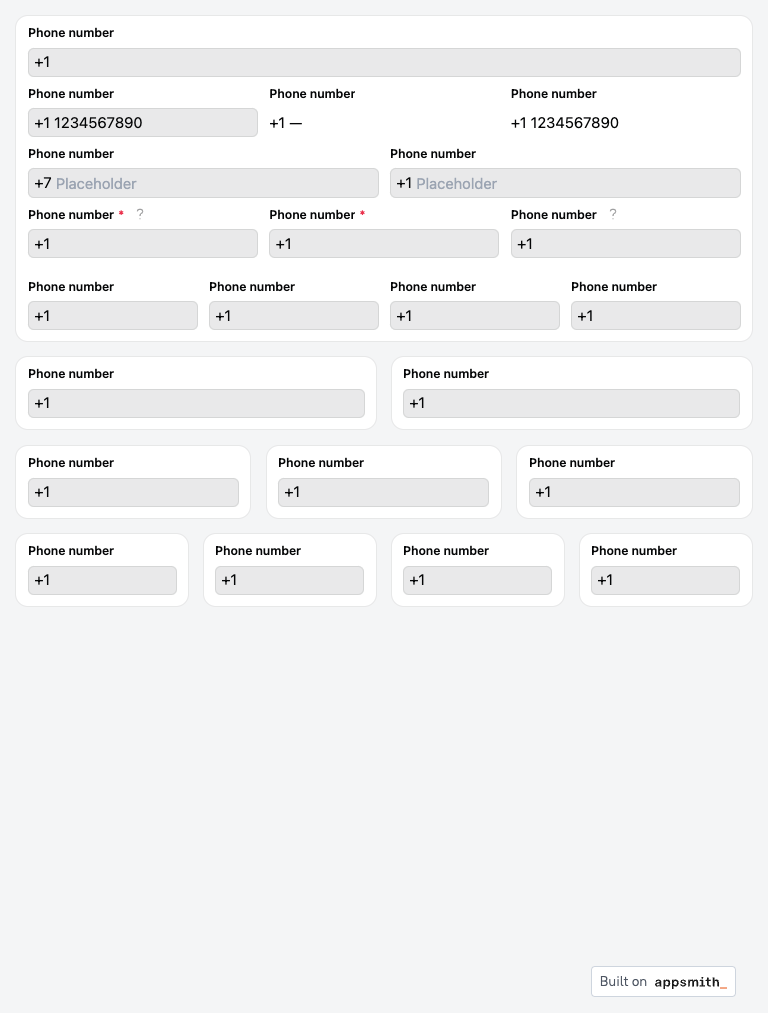 Phone number
+1
Phone number Phone number Phone number
+1 1234567890 +1 — +1 1234567890
Phone number Phone number
+7 Placeholder +1 Placeholder
Phone number * ? Phone number * Phone number ?
+1 +1 +1
Phone number Phone number Phone number Phone number
+1 +1 +1 +1
Phone number Phone number
+1 +1
Phone number Phone number Phone number
+1 +1 +1
Phone number Phone number Phone number Phone number
+1 +1 +1 +1
Built on appsmith_